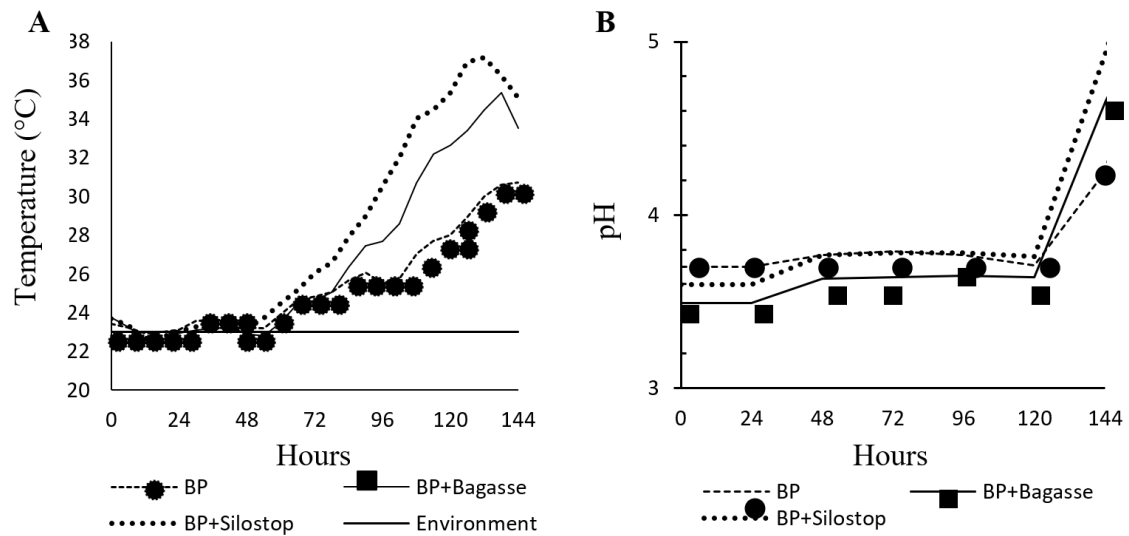 A
Temperature (°C)
38
36
34
32
30
28
26
24
22
20
0 24 48 72 96 120 144
Hours
BP BP+Bagasse
BP+Silostop Environment
B
pH
5
4
3
0 24 48 72 96 120 144
Hours
BP BP+Bagasse
BP+Silostop